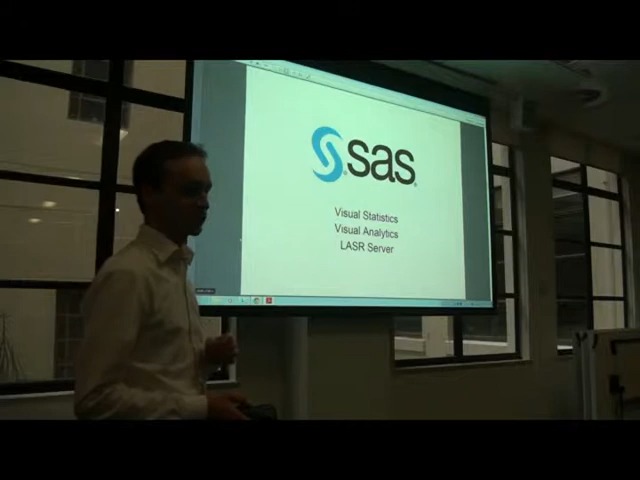 sas
Visual Statistics
Visual Analytics
LASR Server